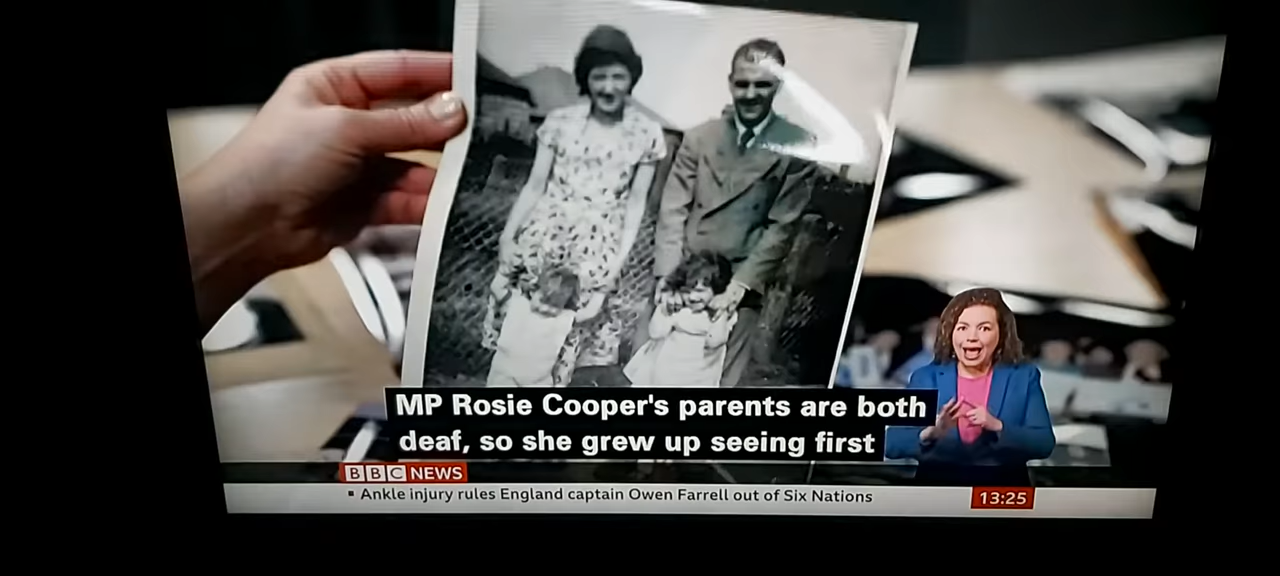 MP Rosie Cooper's parents are both
deaf, so she grew up seeing first
BBC NEWS
Ankle injury rules England captain Owen Farrell out of Six Nations
13:25